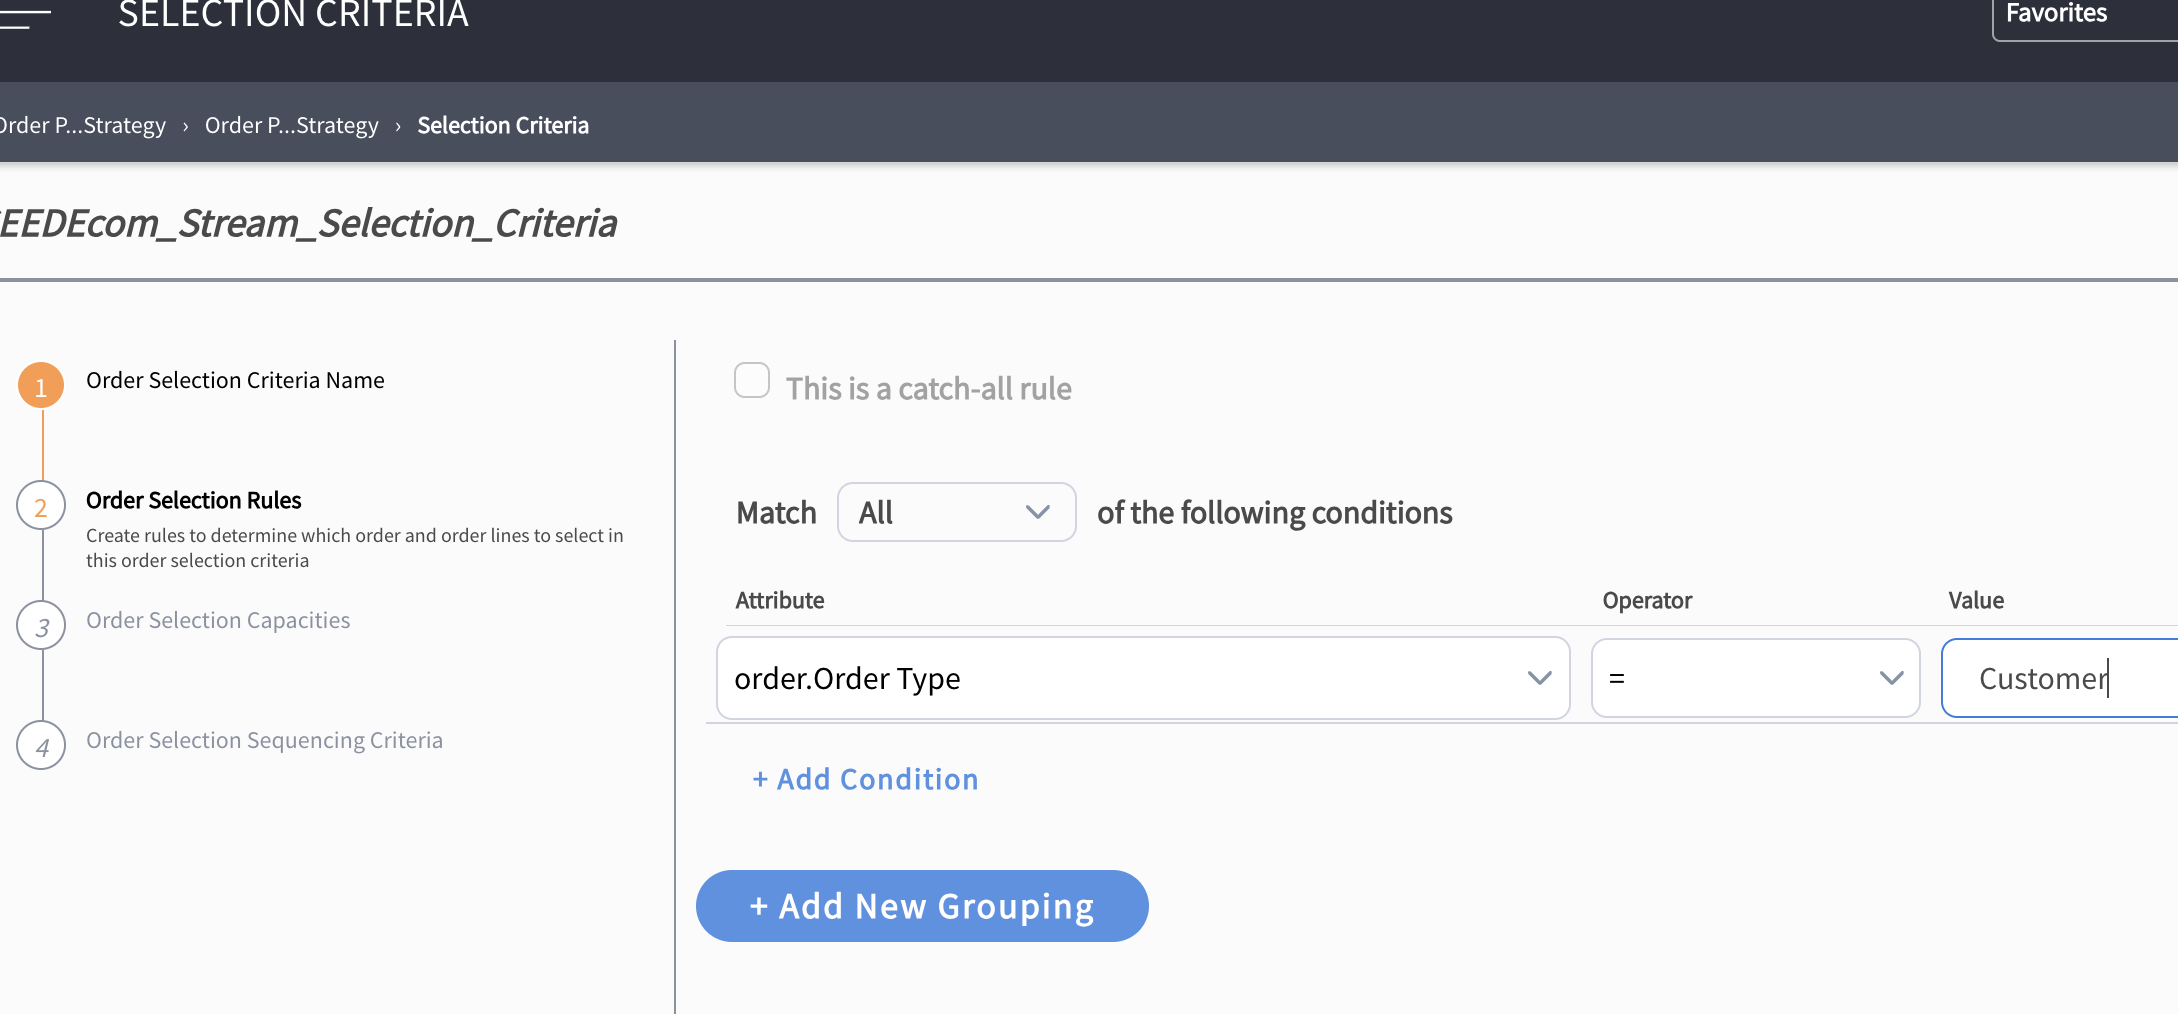 SELECTION CRITERIA
Favorites
Order P...Strategy › Order P...Strategy › Selection Criteria
EEDEcom_Stream_Selection_Criteria
1 Order Selection Criteria Name
2 Order Selection Rules
Create rules to determine which order and order lines to select in
this order selection criteria
3 Order Selection Capacities
4 Order Selection Sequencing Criteria
This is a catch-all rule
Match All of the following conditions
Attribute Operator Value
order.Order Type = Customer
+ Add Condition
+ Add New Grouping